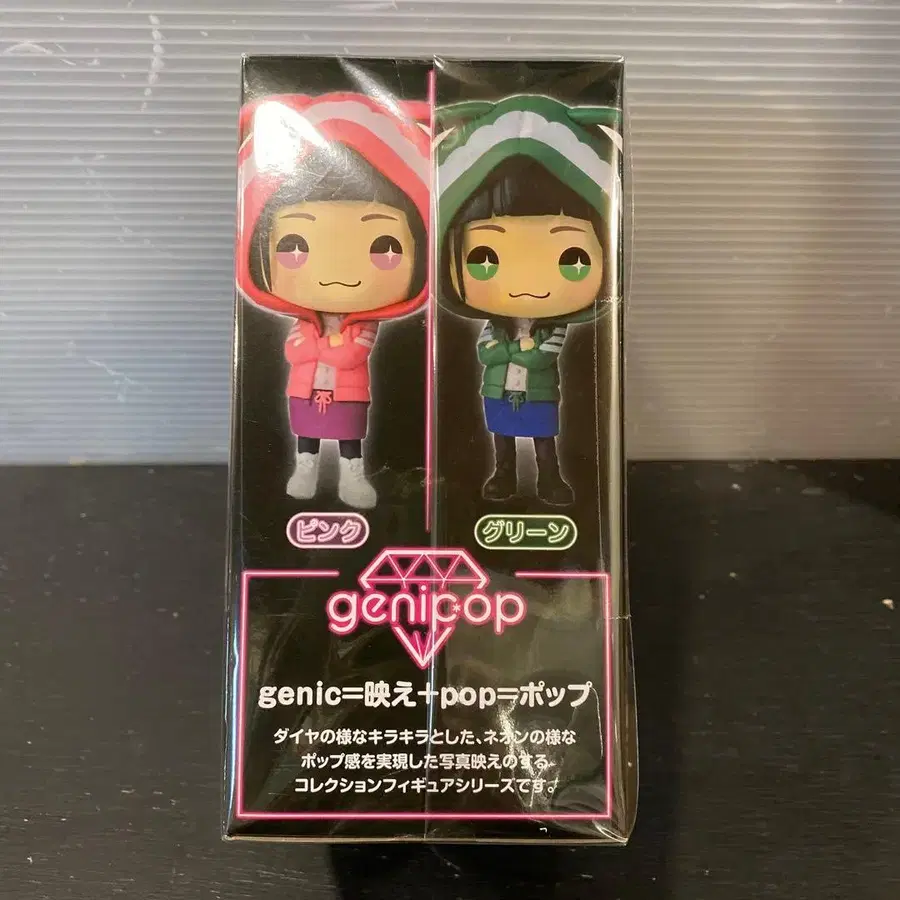 ピンク
グリーン
genipop
genic=映え+pop=ポップ
ダイヤの様なキラキラとした、ネオンの様な
ポップ感を実現した写真映えのする
コレクションフィギュアシリーズです。